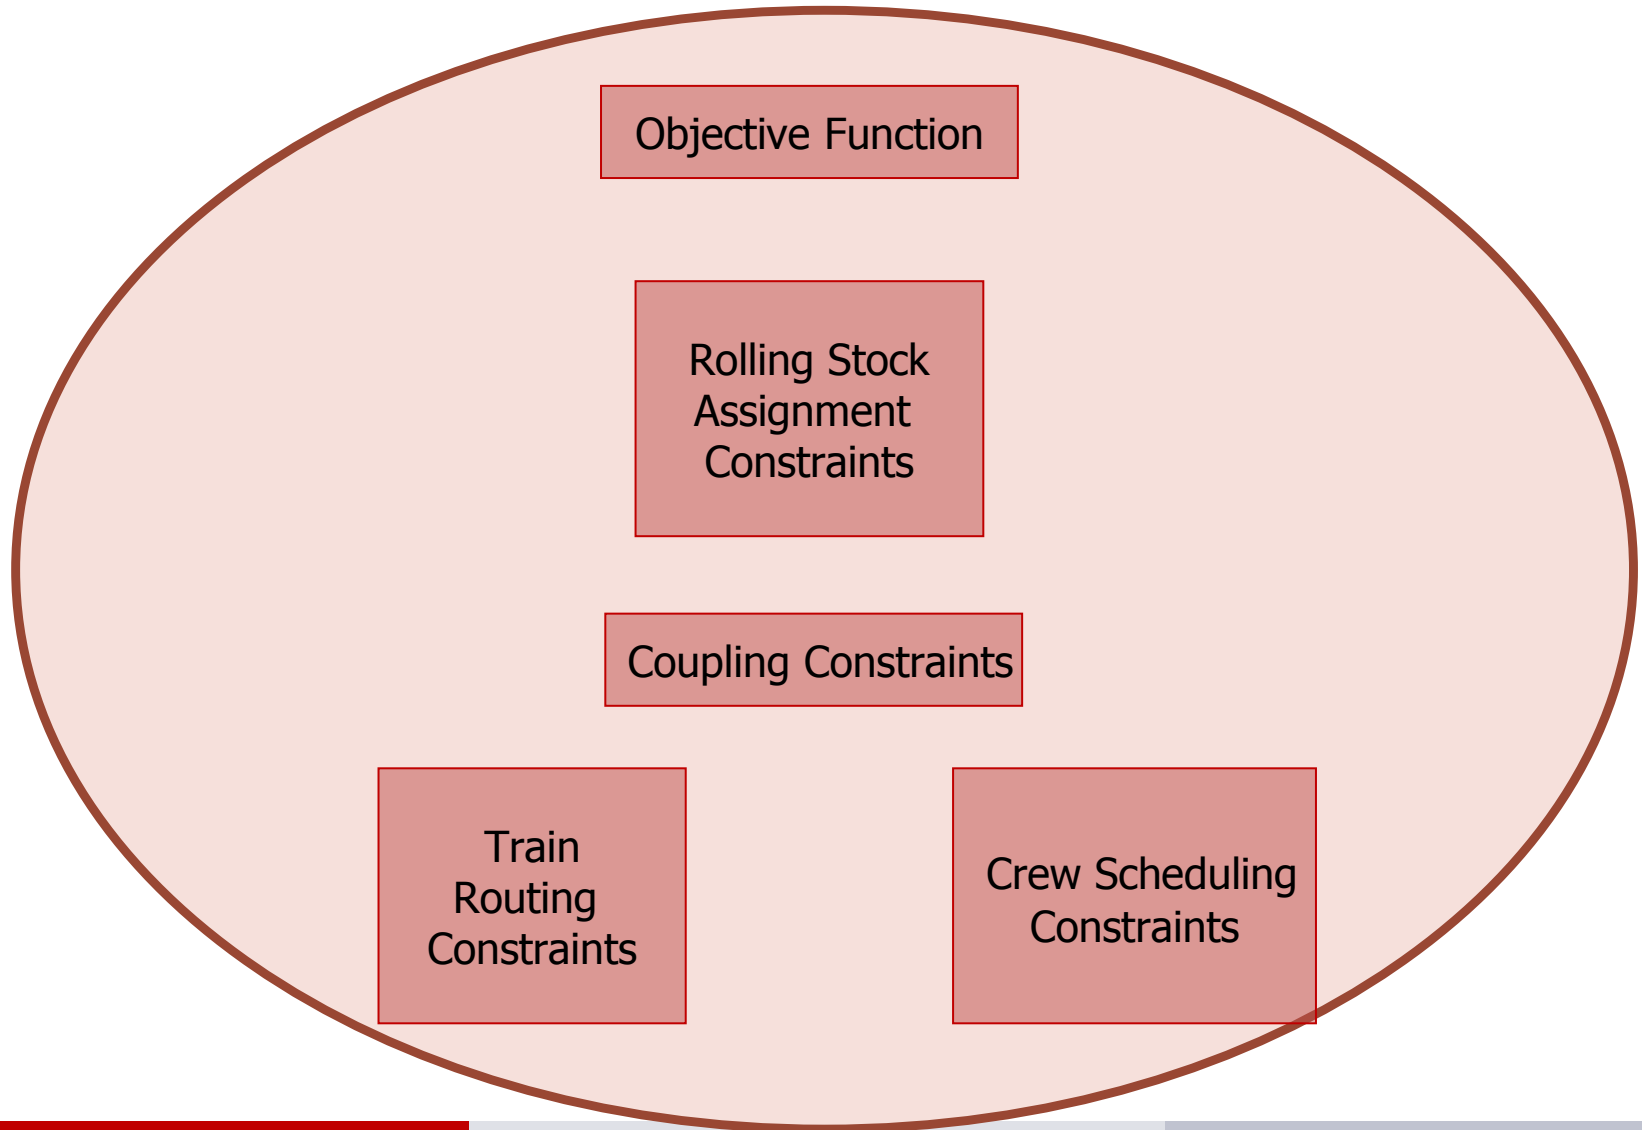 Objective Function
Rolling Stock
Assignment
Constraints
Coupling Constraints
Train
Routing
Constraints
Crew Scheduling
Constraints